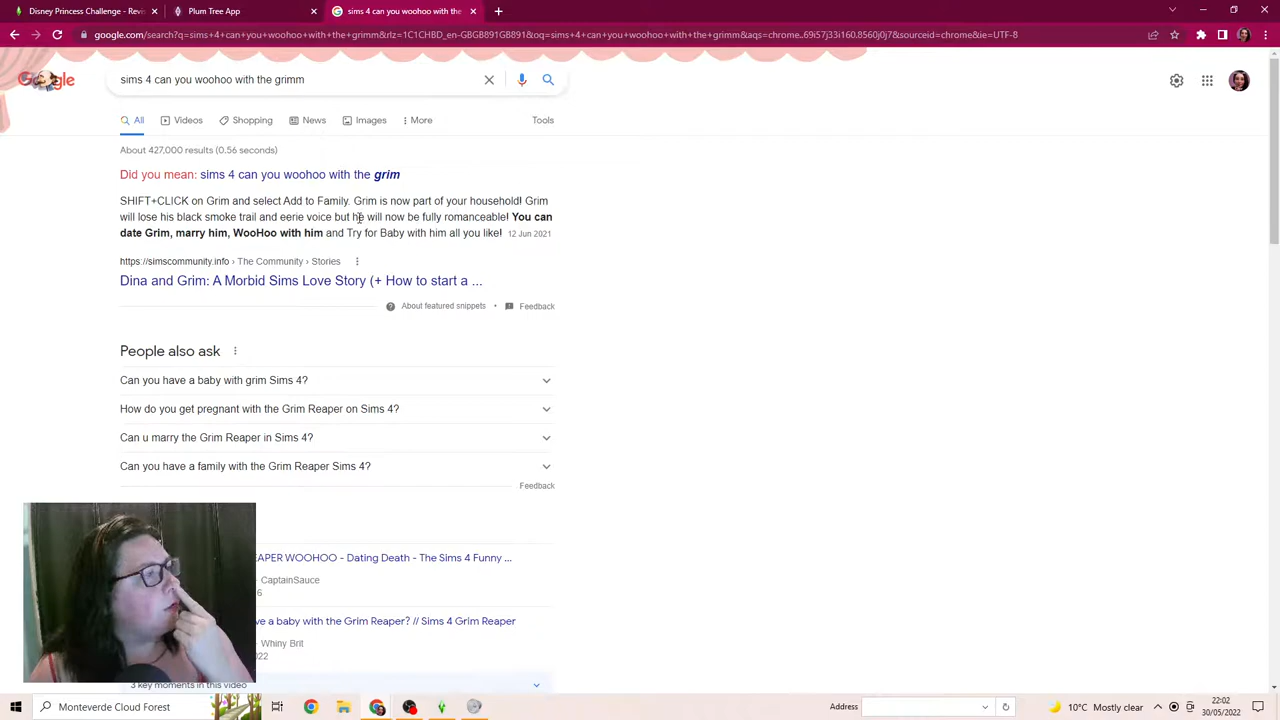 Disney Princess Challenge - Revis
Plum Tree App
sims 4 can you woohoo with the g
google.com/search?q=sims+4+can+you+woohoo+with+the+grimm&rlz=1C1CHBD_en-GBGB891GB891&oq=sims+4+can+you+woohoo+with+the+grimm&aqs=chrome..69i57j33i160.8560j0j7&sourceid=chrome&ie=UTF-8
Google
sims 4 can you woohoo with the grimm
All Videos Shopping News Images More Tools
About 427,000 results (0.56 seconds)
Did you mean: sims 4 can you woohoo with the grim
SHIFT+CLICK on Grim and select Add to Family. Grim is now part of your household! Grim
will lose his black smoke trail and eerie voice but he will now be fully romanceable! You can
date Grim, marry him, WooHoo with him and Try for Baby with him all you like! 12 Jun 2021
https://simscommunity.info › The Community › Stories
Dina and Grim: A Morbid Sims Love Story (+ How to start a ...
About featured snippets • Feedback
People also ask
Can you have a baby with grim Sims 4?
How do you get pregnant with the Grim Reaper on Sims 4?
Can u marry the Grim Reaper in Sims 4?
Can you have a family with the Grim Reaper Sims 4?
Feedback
EAPER WOOHOO - Dating Death - The Sims 4 Funny ...
· CaptainSauce
6
ve a baby with the Grim Reaper? // Sims 4 Grim Reaper
· Whiny Brit
022
3 key moments in this video
Monteverde Cloud Forest
Address
10°C Mostly clear
22:02
30/05/2022